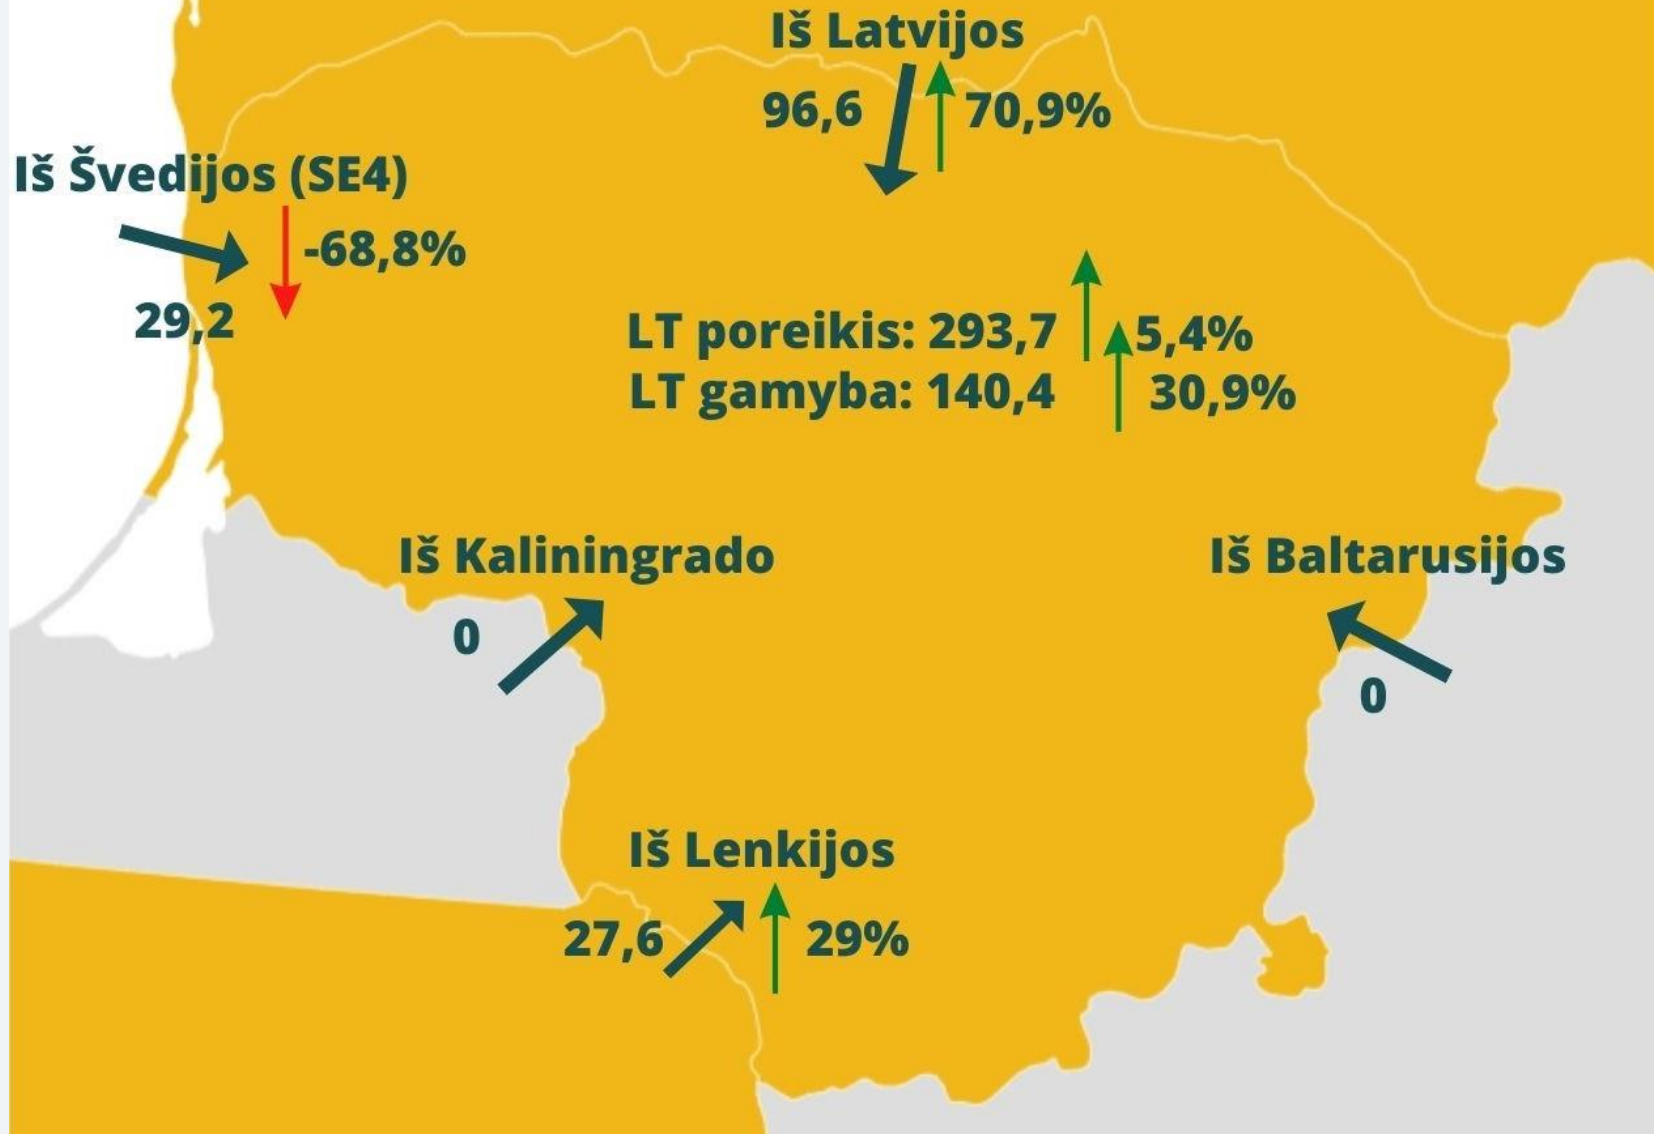 Iš Latvijos
96,6 70,9%
Iš Švedijos (SE4)
-68,8%
29,2
LT poreikis: 293,7 5,4%
LT gamyba: 140,4 30,9%
Iš Kaliningrado
0
Iš Baltarusijos
0
Iš Lenkijos
27,6 29%